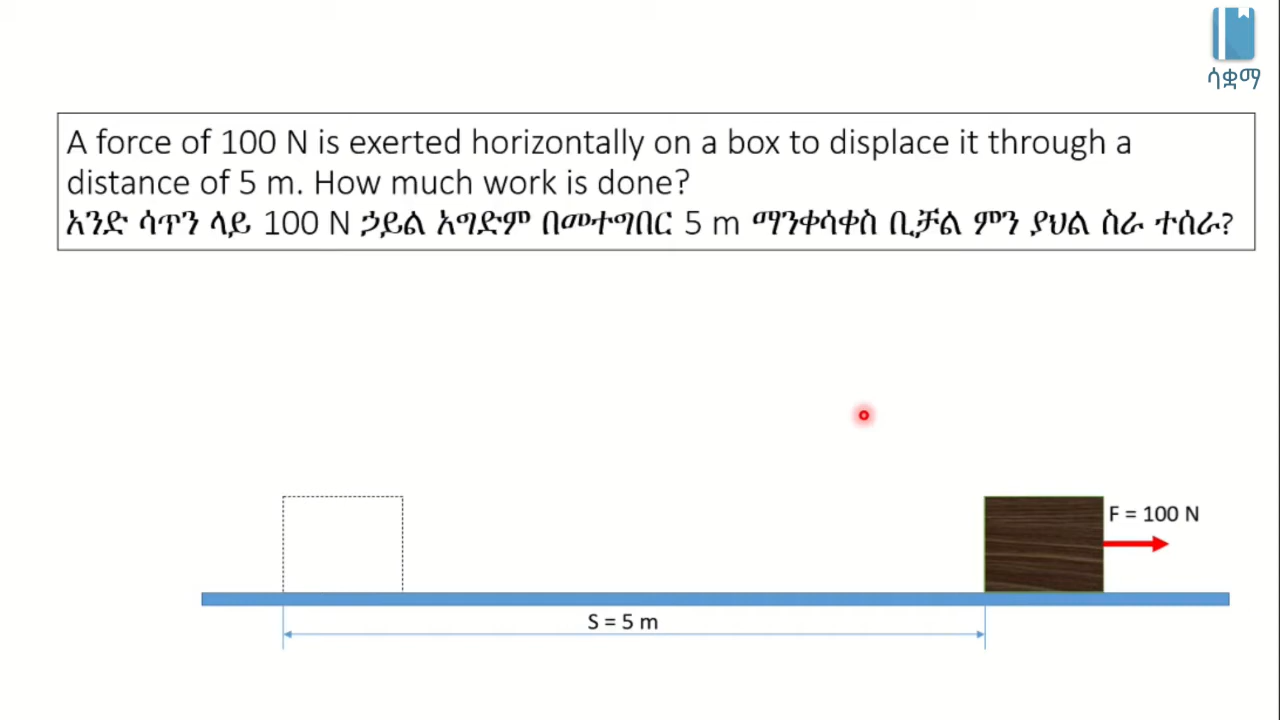 ሳቋማ
A force of 100 N is exerted horizontally on a box to displace it through a
distance of 5 m. How much work is done?
አንድ ሳጥን ላይ 100 N ኃይል አግድም በመተግበር 5 m ማንቀሳቀስ ቢቻል ምን ያህል ስራ ተሰራ?
F = 100 N
S = 5 m